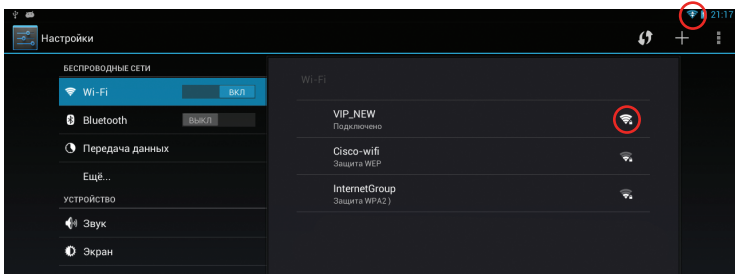 21:17
Настройки
БЕСПРОВОДНЫЕ СЕТИ
Wi-Fi
ВКЛ
Bluetooth
ВЫКЛ
Передача данных
Ещё...
УСТРОЙСТВО
Звук
Экран
Wi-Fi
VIP_NEW
Подключено
Cisco-wifi
Защита WEP
InternetGroup
Защита WPA2 )